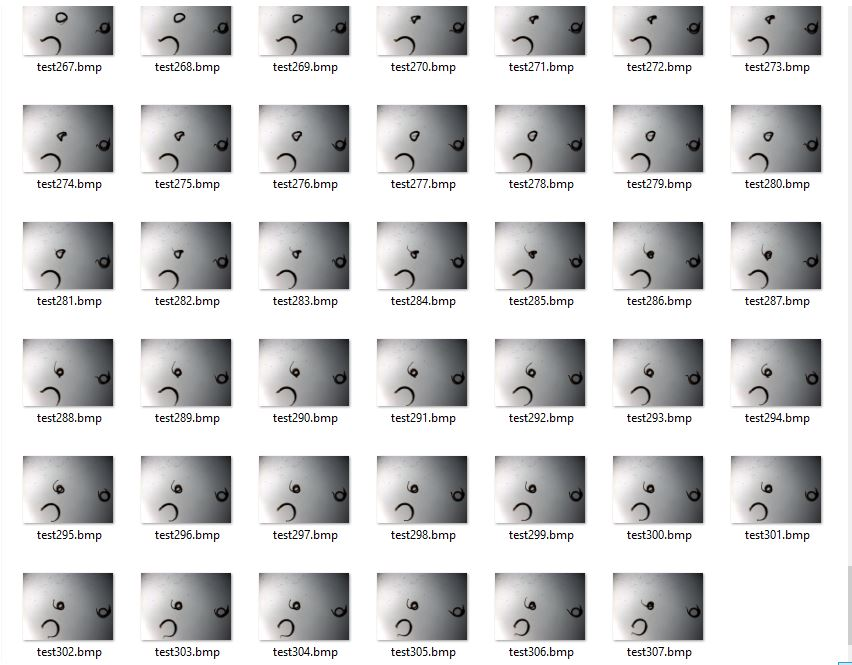 test267.bmp test268.bmp test269.bmp test270.bmp test271.bmp test272.bmp test273.bmp
test274.bmp test275.bmp test276.bmp test277.bmp test278.bmp test279.bmp test280.bmp
test281.bmp test282.bmp test283.bmp test284.bmp test285.bmp test286.bmp test287.bmp
test288.bmp test289.bmp test290.bmp test291.bmp test292.bmp test293.bmp test294.bmp
test295.bmp test296.bmp test297.bmp test298.bmp test299.bmp test300.bmp test301.bmp
test302.bmp test303.bmp test304.bmp test305.bmp test306.bmp test307.bmp